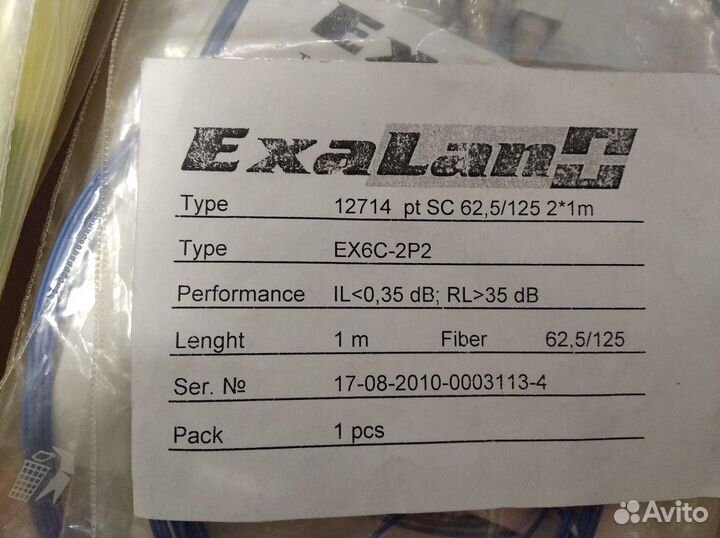 ExaLan+
Type 12714 pt SC 62,5/125 2*1m
Type EX6C-2P2
Performance IL<0,35 dB; RL>35 dB
Lenght 1 m Fiber 62,5/125
Ser. № 17-08-2010-0003113-4
Pack 1 pcs
Avito